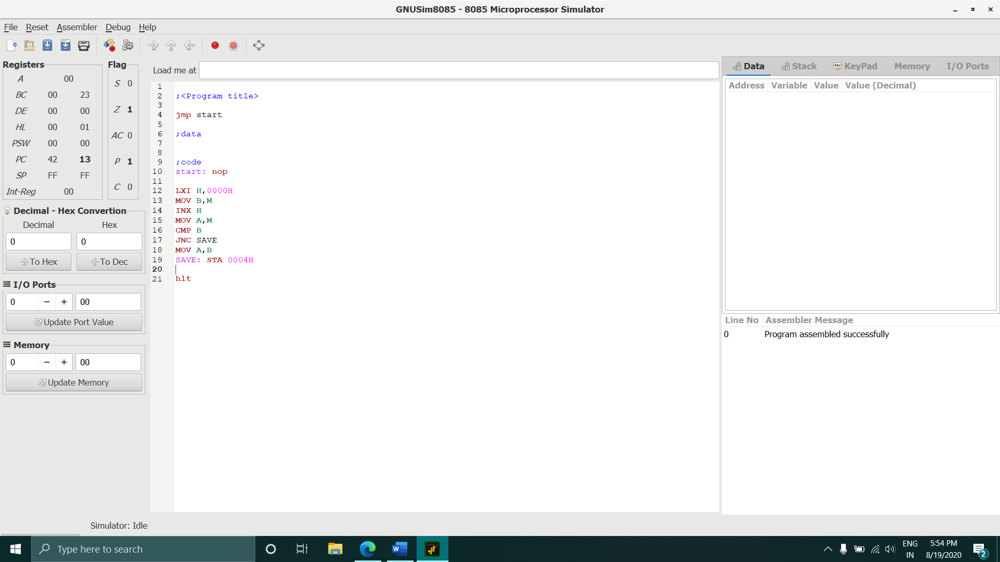 GNUSim8085 - 8085 Microprocessor Simulator
File Reset Assembler Debug Help
Registers
A 00
BC 00 23
DE 00 00
HL 00 01
PSW 00 00
PC 42 13
SP FF FF
Int-Reg 00
Flag
S 0
Z 1
AC 0
P 1
C 0
Decimal - Hex Convertion
Decimal Hex
0 0
To Hex To Dec
I/O Ports
0 − + 00
Update Port Value
Memory
0 − + 00
Update Memory
Load me at
1
2 ;<Program title>
3
4 jmp start
5
6 ;data
7
8
9 ;code
10 start: nop
11
12 LXI H,0000H
13 MOV B,M
14 INX H
15 MOV A,M
16 CMP B
17 JNC SAVE
18 MOV A,B
19 SAVE: STA 0004H
20
21 hlt
Data Stack Abc KeyPad Memory I/O Ports
Address Variable Value Value (Decimal)
Line No Assembler Message
0 Program assembled successfully
Simulator: Idle
Type here to search
W
ENG
IN
5:54 PM
8/19/2020
2